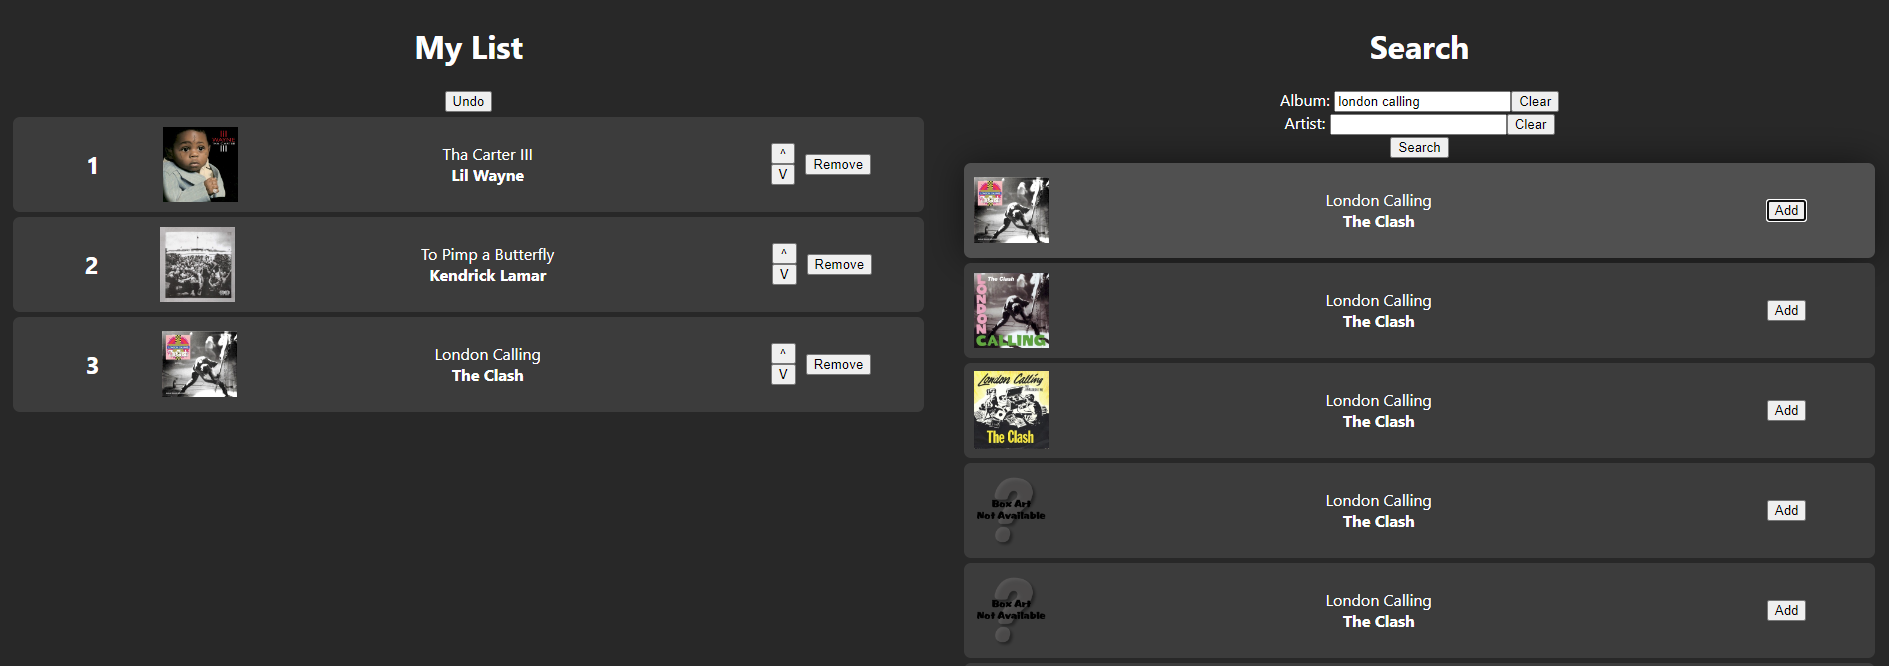 My List
Undo
1
Tha Carter III
Lil Wayne
^
V
Remove
2
To Pimp a Butterfly
Kendrick Lamar
^
V
Remove
3
London Calling
The Clash
^
V
Remove
Search
Album: london calling Clear
Artist: Clear
Search
London Calling
The Clash
Add
The Clash
LONDON
CALLING
London Calling
The Clash
Add
London Calling
The Clash
London Calling
The Clash
Add
Box Art
Not Available
London Calling
The Clash
Add
Box Art
Not Available
London Calling
The Clash
Add